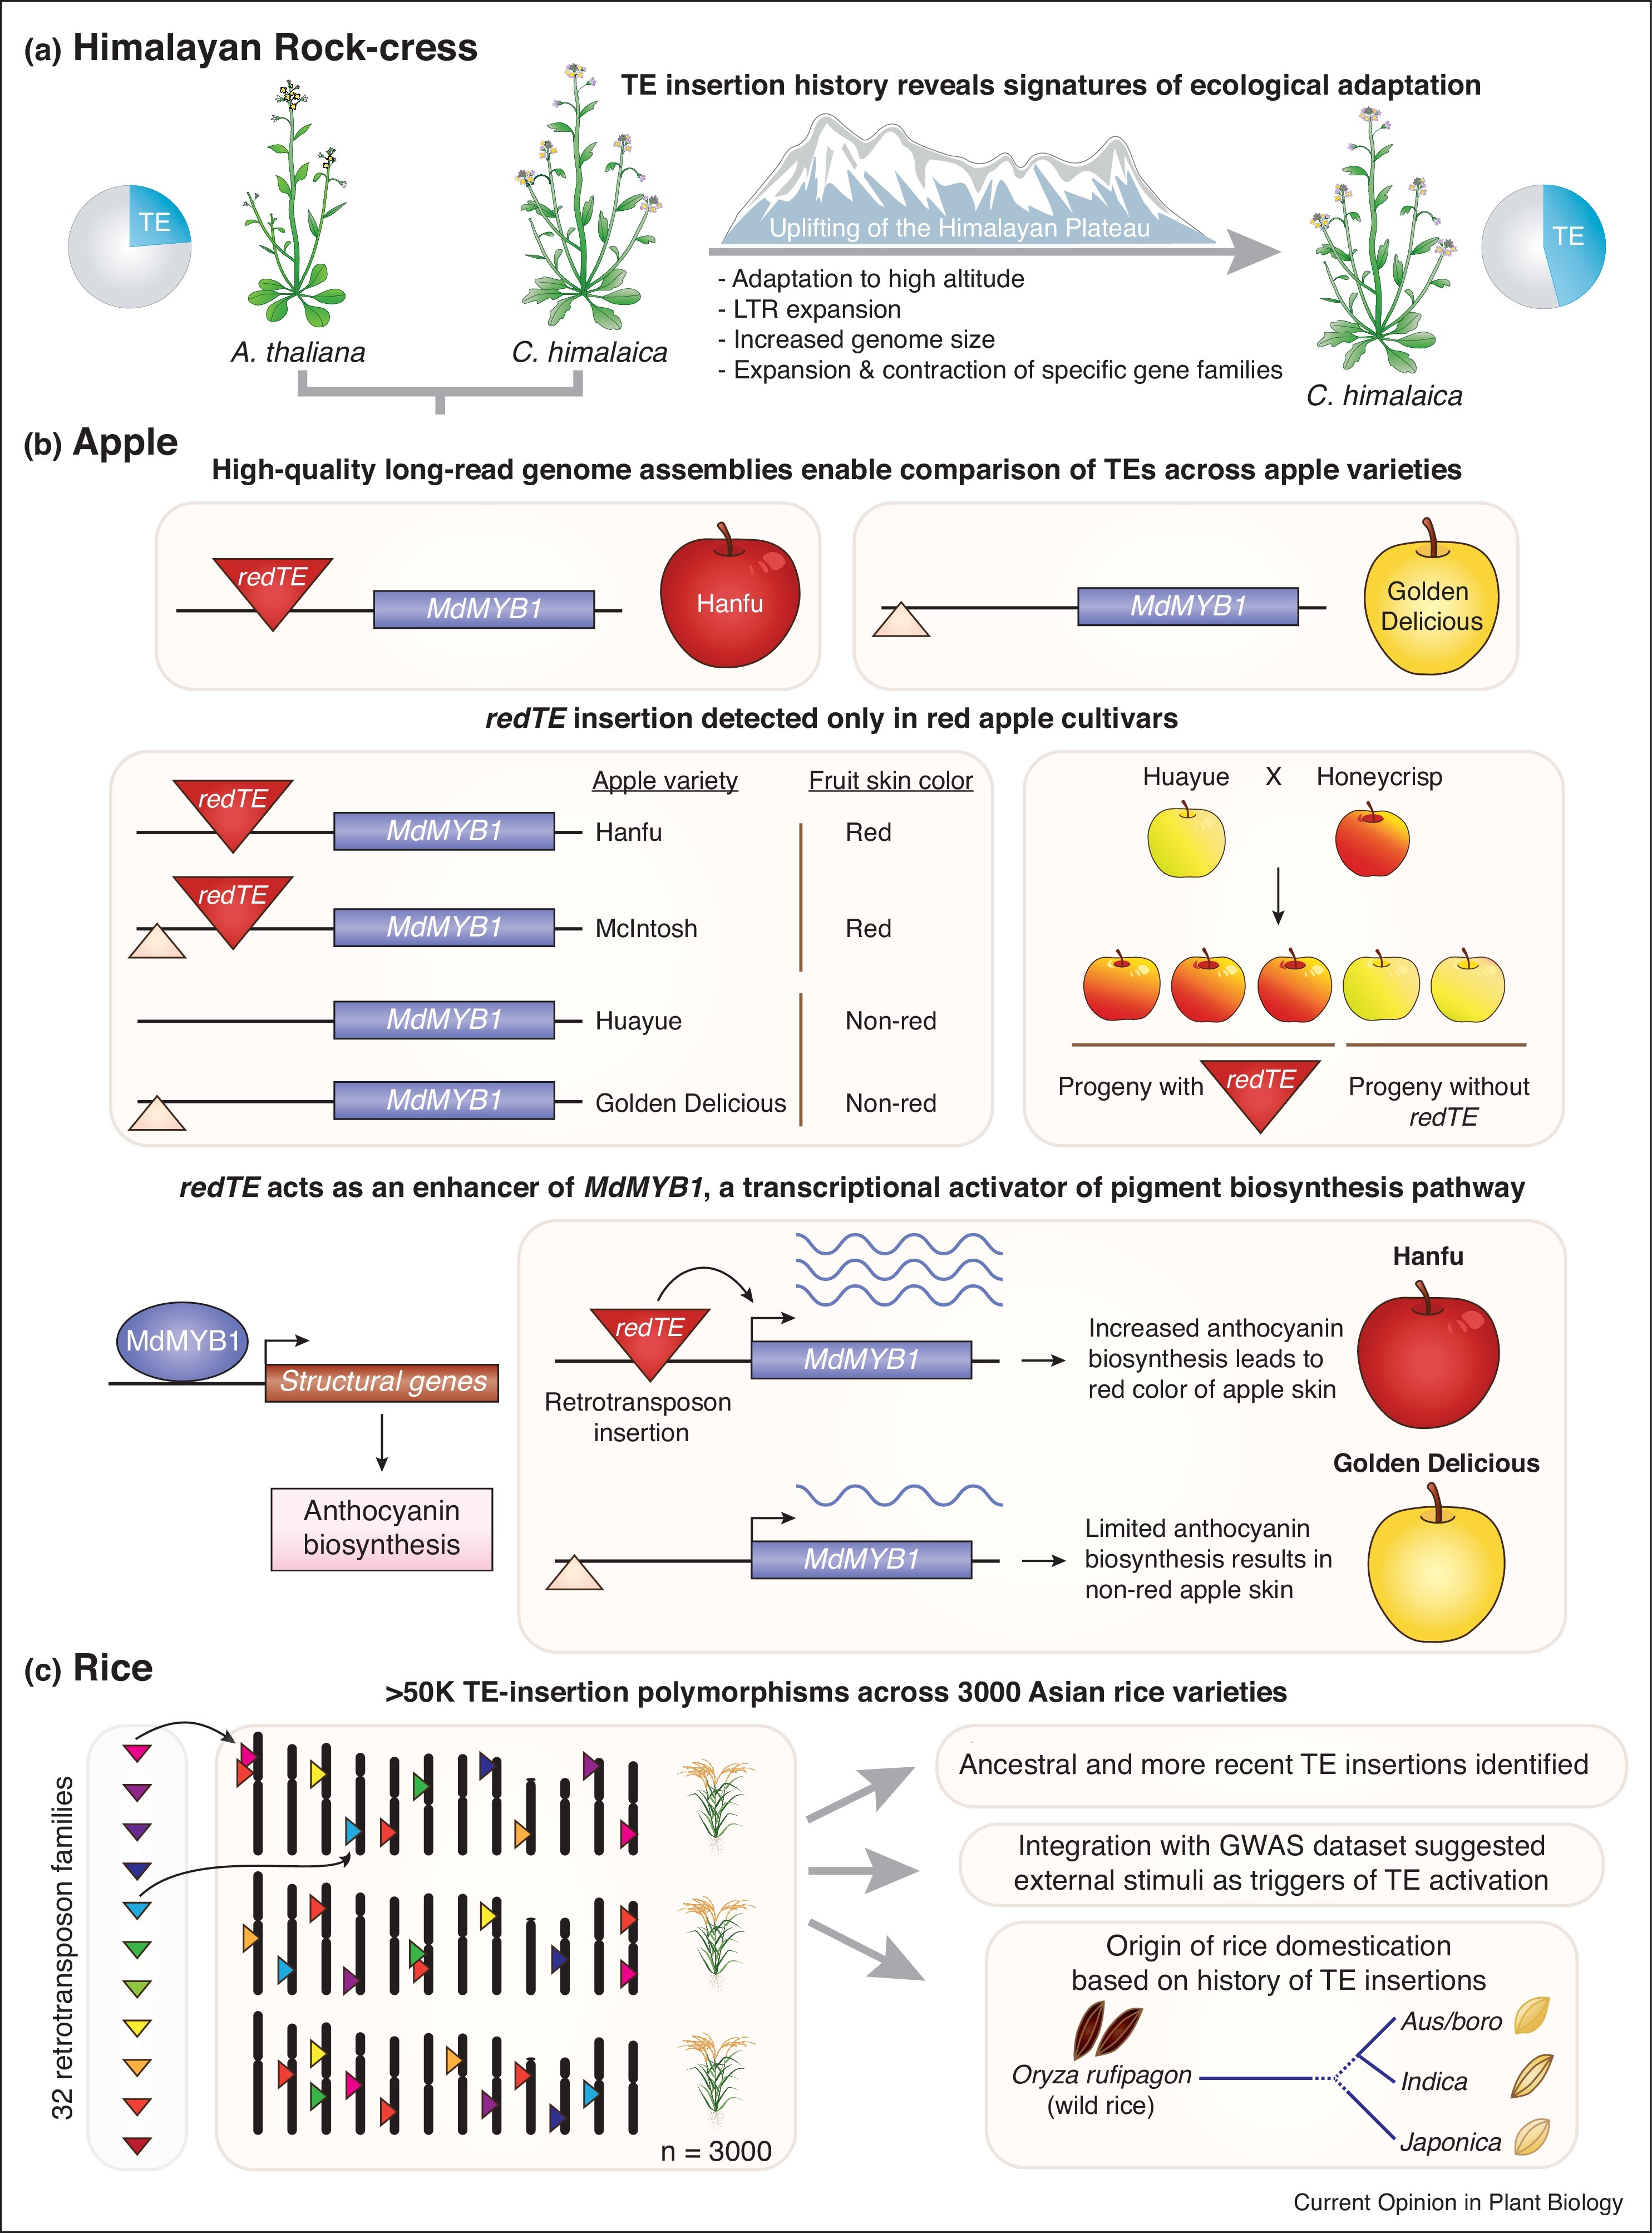 (a) Himalayan Rock-cress
TE insertion history reveals signatures of ecological adaptation
TE
Uplifting of the Himalayan Plateau
TE
- Adaptation to high altitude
- LTR expansion
- Increased genome size
- Expansion & contraction of specific gene families
A. thaliana
C. himalaica
C. himalaica
(b) Apple
High-quality long-read genome assemblies enable comparison of TEs across apple varieties
redTE
MdMYB1
Hanfu
MdMYB1
Golden
Delicious
redTE insertion detected only in red apple cultivars
Apple variety
Fruit skin color
redTE
MdMYB1
Hanfu
Red
redTE
MdMYB1
McIntosh
Red
MdMYB1
Huayue
Non-red
MdMYB1
Golden Delicious
Non-red
Huayue X Honeycrisp
Progeny with
redTE
Progeny without
redTE
redTE acts as an enhancer of MdMYB1, a transcriptional activator of pigment biosynthesis pathway
MdMYB1
Structural genes
Anthocyanin
biosynthesis
redTE
MdMYB1
Retrotransposon
insertion
Increased anthocyanin
biosynthesis leads to
red color of apple skin
Hanfu
MdMYB1
Limited anthocyanin
biosynthesis results in
non-red apple skin
Golden Delicious
(c) Rice
>50K TE-insertion polymorphisms across 3000 Asian rice varieties
32 retrotransposon families
n = 3000
Ancestral and more recent TE insertions identified
Integration with GWAS dataset suggested
external stimuli as triggers of TE activation
Origin of rice domestication
based on history of TE insertions
Oryza rufipagon
(wild rice)
Aus/boro
Indica
Japonica
Current Opinion in Plant Biology